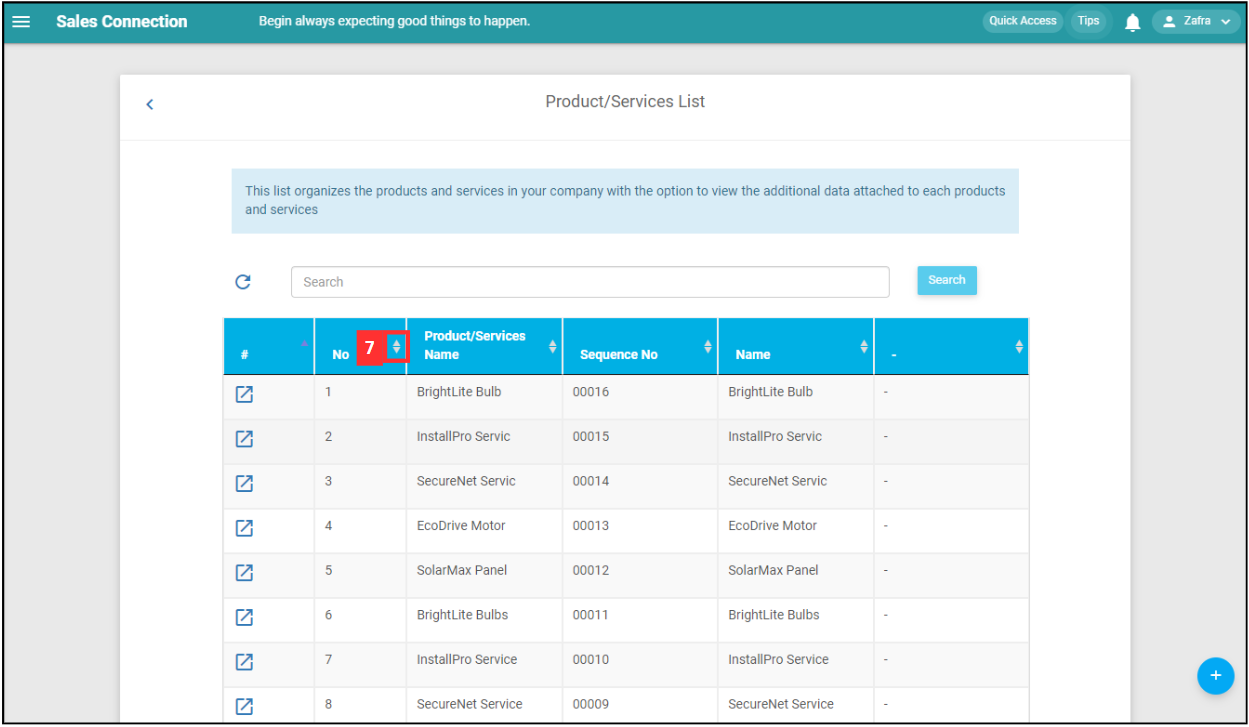 Sales Connection Begin always expecting good things to happen. Quick Access Tips Zafra
Product/Services List
This list organizes the products and services in your company with the option to view the additional data attached to each products
and services
Search Search
# No 7 Product/Services Name Sequence No Name -
1 BrightLite Bulb 00016 BrightLite Bulb -
2 InstallPro Servic 00015 InstallPro Servic -
3 SecureNet Servic 00014 SecureNet Servic -
4 EcoDrive Motor 00013 EcoDrive Motor -
5 SolarMax Panel 00012 SolarMax Panel -
6 BrightLite Bulbs 00011 BrightLite Bulbs -
7 InstallPro Service 00010 InstallPro Service -
8 SecureNet Service 00009 SecureNet Service -